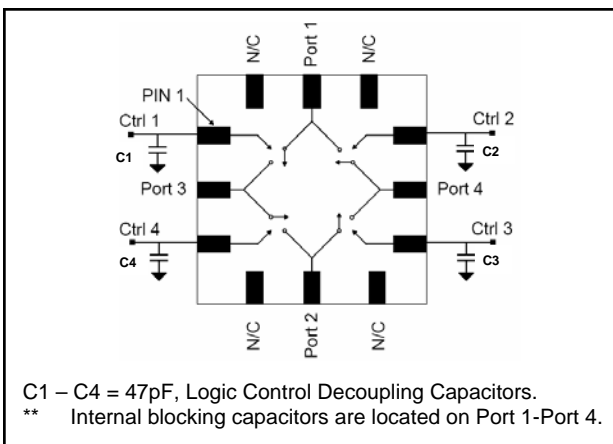 N/C
Port 1
N/C
PIN 1
Ctrl 1
Ctrl 2
C1
C2
Port 3
Port 4
Ctrl 4
Ctrl 3
C4
C3
N/C
Port 2
N/C
C1 – C4 = 47pF, Logic Control Decoupling Capacitors.
** Internal blocking capacitors are located on Port 1-Port 4.